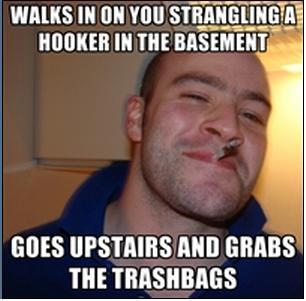 WALKS IN ON YOU STRANGLING A
HOOKER IN THE BASEMENT
GOES UPSTAIRS AND GRABS
THE TRASHBAGS